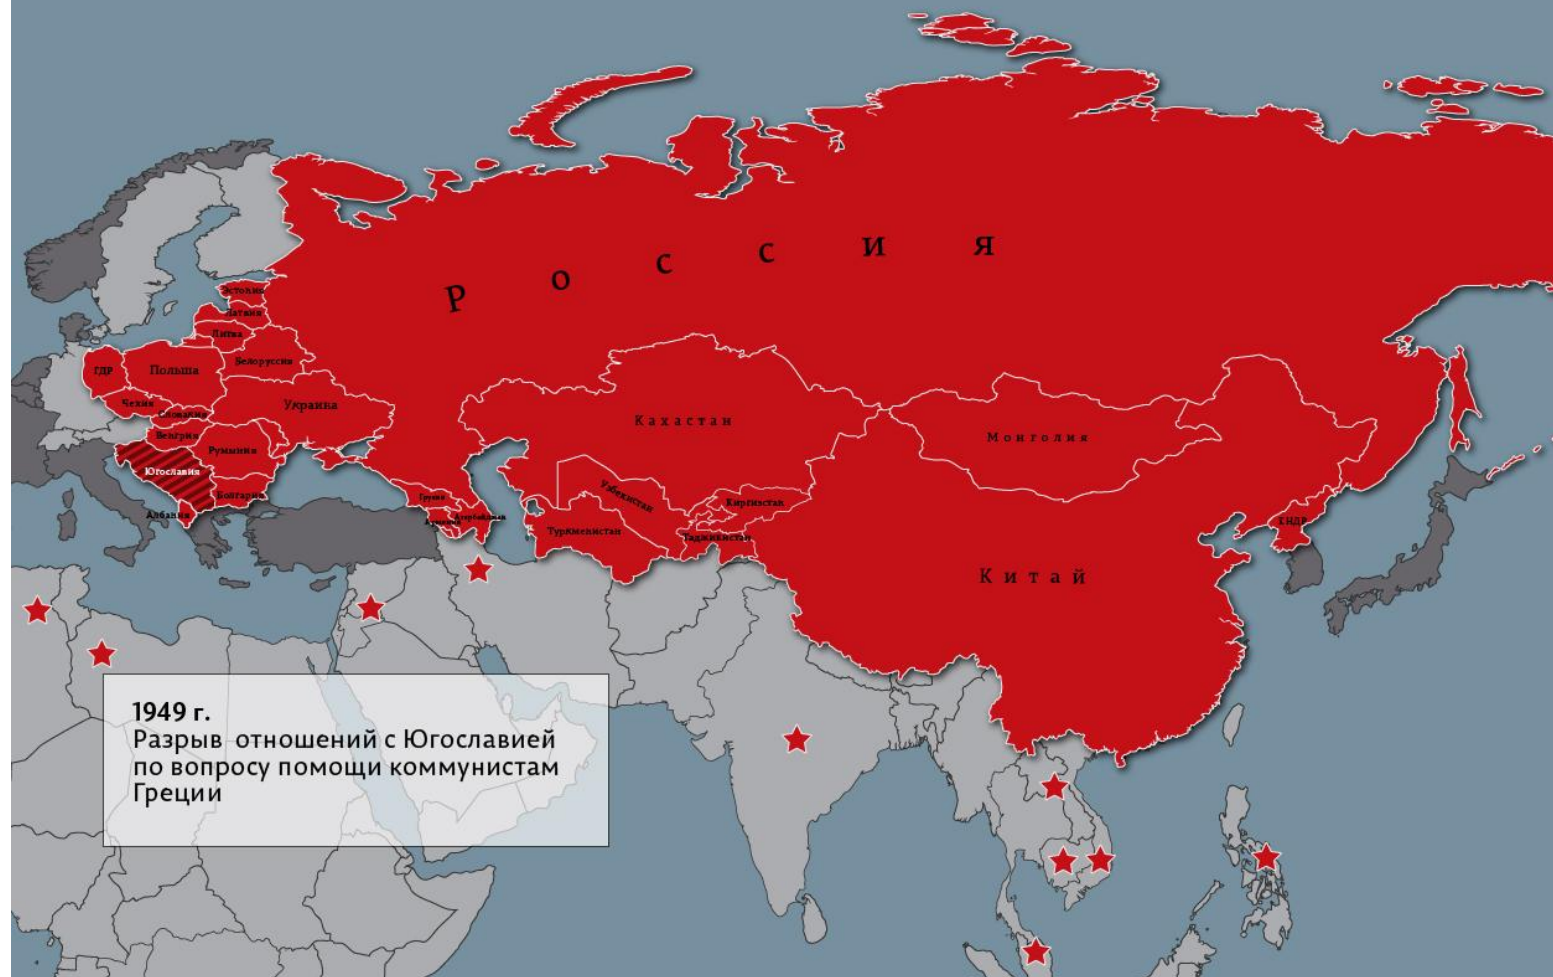 Р о с с и я
Эстония
Латвия
Литва
Белоруссия
ГДР
Польша
Чехия
Словакия
Украина
Венгрия
Румыния
Югославия
Болгария
Албания
Грузия
Армения
Азербайджан
Кахастан
Монголия
Узбекистан
Киргизстан
Туркменистан
Таджикистан
КНДР
Китай
1949 г.
Разрыв отношений с Югославией
по вопросу помощи коммунистам
Греции